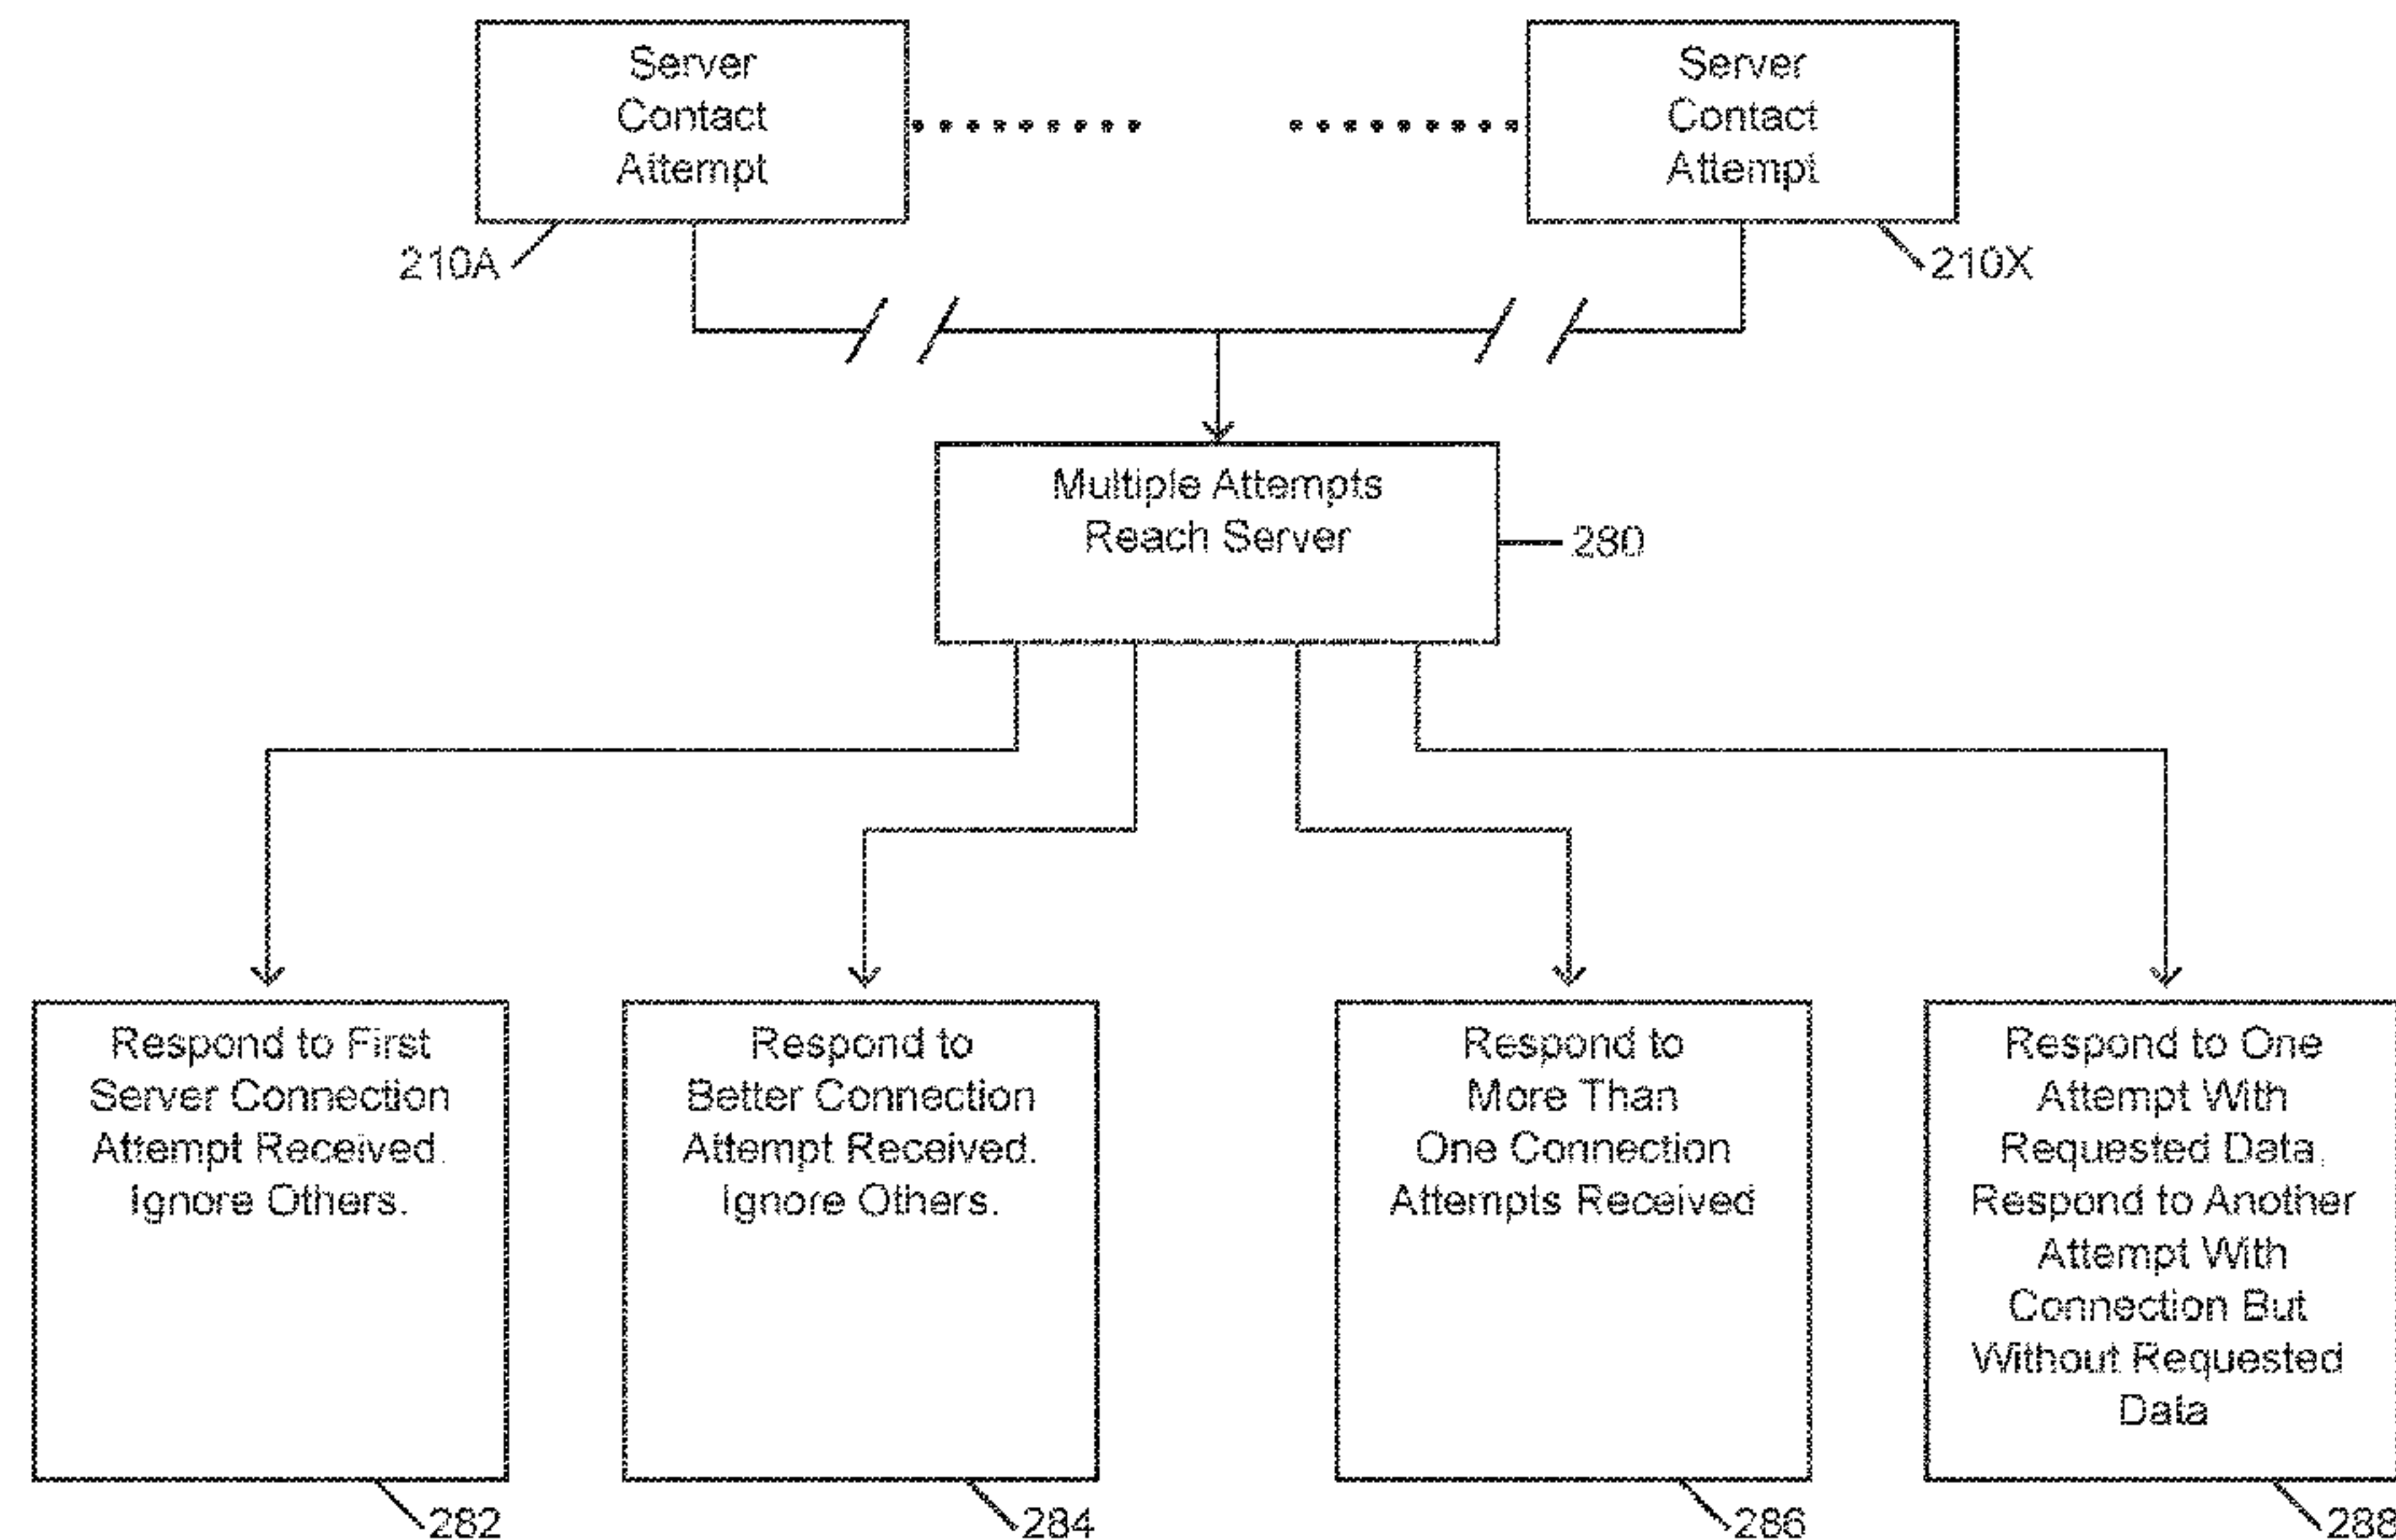 Server
Contact
Attempt
Server
Contact
Attempt
210A
210X
Multiple Attempts
Reach Server
280
Respond to First
Server Connection
Attempt Received.
Ignore Others.
Respond to
Better Connection
Attempt Received.
Ignore Others.
Respond to
More Than
One Connection
Attempts Received
Respond to One
Attempt With
Requested Data.
Respond to Another
Attempt With
Connection But
Without Requested
Data
282
284
286
288